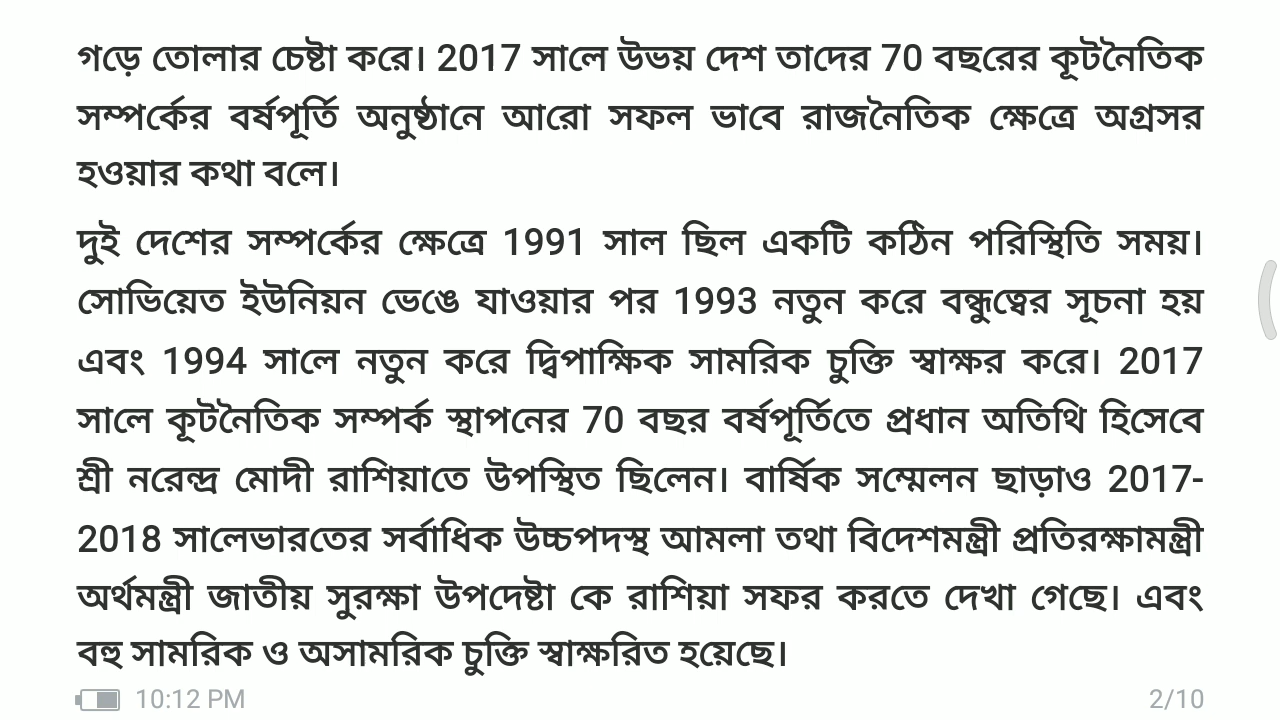 গড়ে তোলার চেষ্টা করে। 2017 সালে উভয় দেশ তাদের 70 বছরের কূটনৈতিক
সম্পর্কের বর্ষপূর্তি অনুষ্ঠানে আরো সফল ভাবে রাজনৈতিক ক্ষেত্রে অগ্রসর
হওয়ার কথা বলে।
দুই দেশের সম্পর্কের ক্ষেত্রে 1991 সাল ছিল একটি কঠিন পরিস্থিতি সময়।
সোভিয়েত ইউনিয়ন ভেঙে যাওয়ার পর 1993 নতুন করে বন্ধুত্বের সূচনা হয়
এবং 1994 সালে নতুন করে দ্বিপাক্ষিক সামরিক চুক্তি স্বাক্ষর করে। 2017
সালে কূটনৈতিক সম্পর্ক স্থাপনের 70 বছর বর্ষপূর্তিতে প্রধান অতিথি হিসেবে
শ্রী নরেন্দ্র মোদী রাশিয়াতে উপস্থিত ছিলেন। বার্ষিক সম্মেলন ছাড়াও 2017-
2018 সালেভারতের সর্বাধিক উচ্চপদস্থ আমলা তথা বিদেশমন্ত্রী প্রতিরক্ষামন্ত্রী
অর্থমন্ত্রী জাতীয় সুরক্ষা উপদেষ্টা কে রাশিয়া সফর করতে দেখা গেছে। এবং
বহু সামরিক ও অসামরিক চুক্তি স্বাক্ষরিত হয়েছে।
10:12 PM 2/10